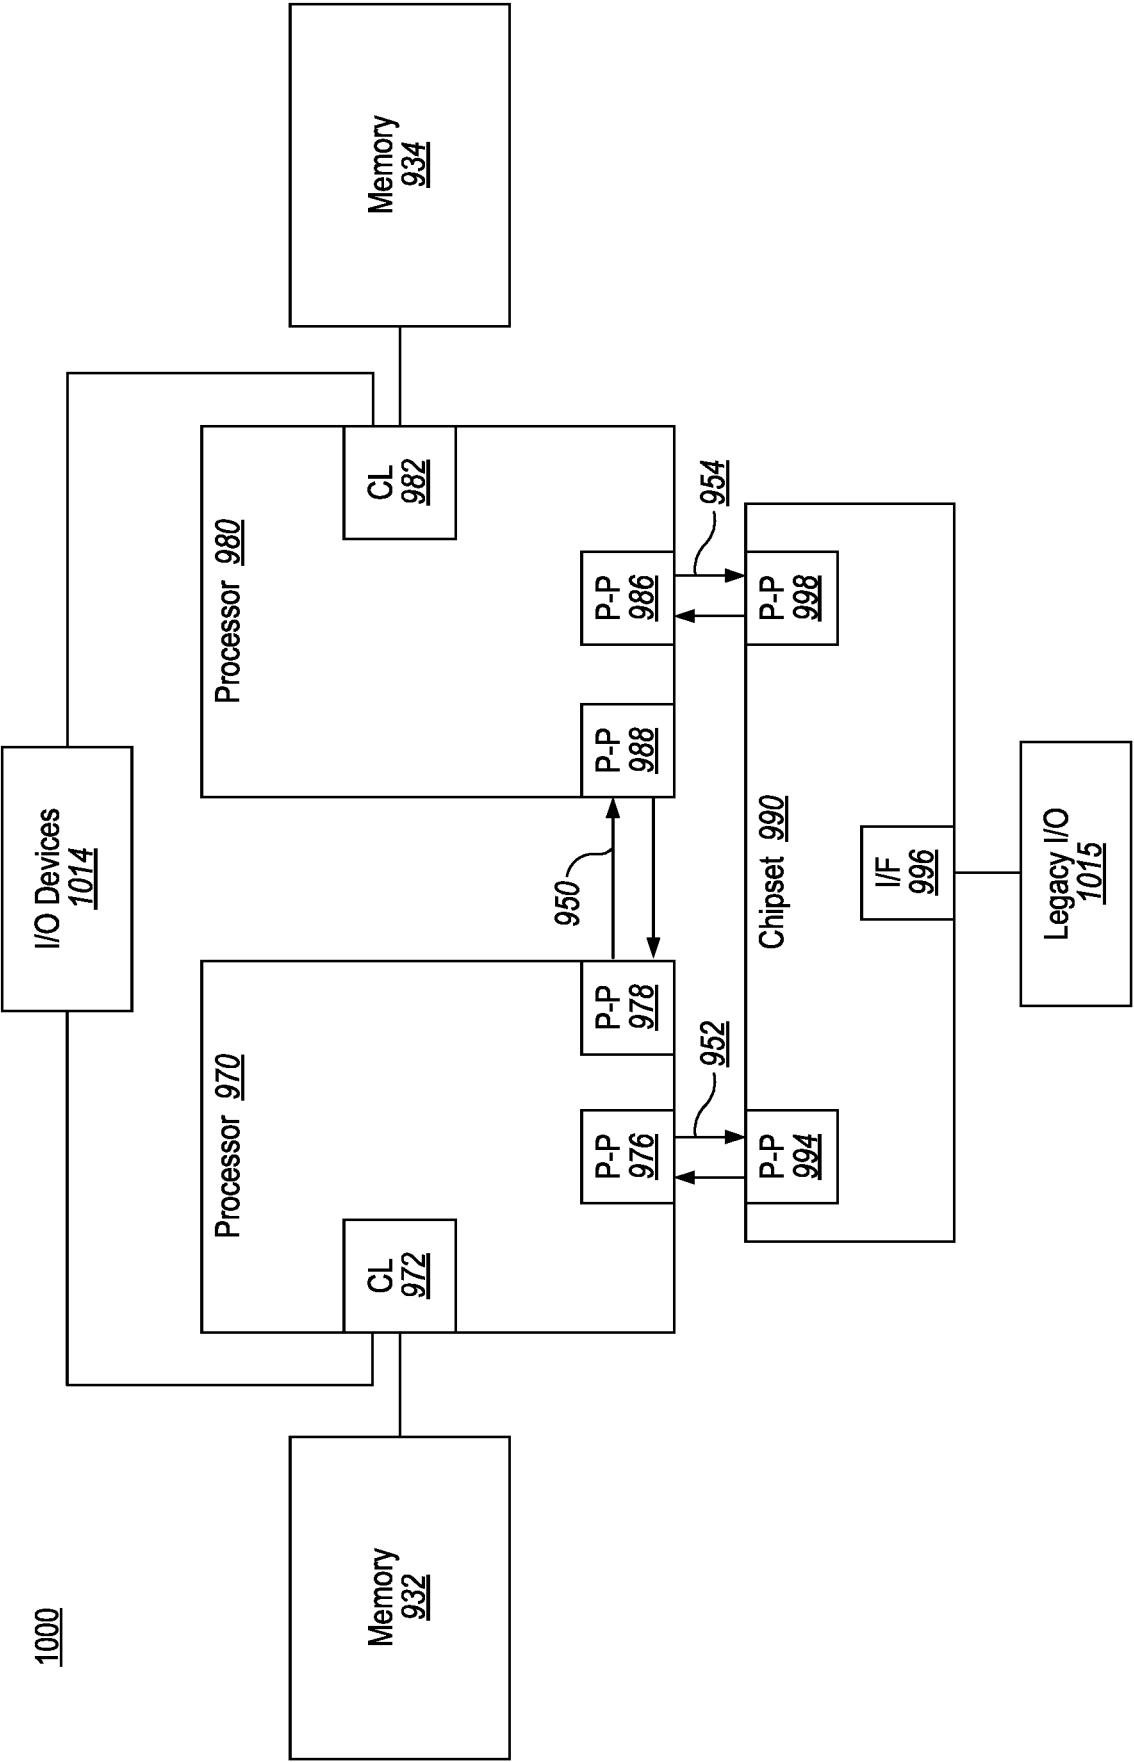 1000
I/O Devices
1014
Processor 970
Processor 980
Memory
932
CL
972
CL
982
Memory
934
P-P
976
P-P
978
950
P-P
988
P-P
986
952
954
P-P
994
Chipset 990
P-P
998
I/F
996
Legacy I/O
1015